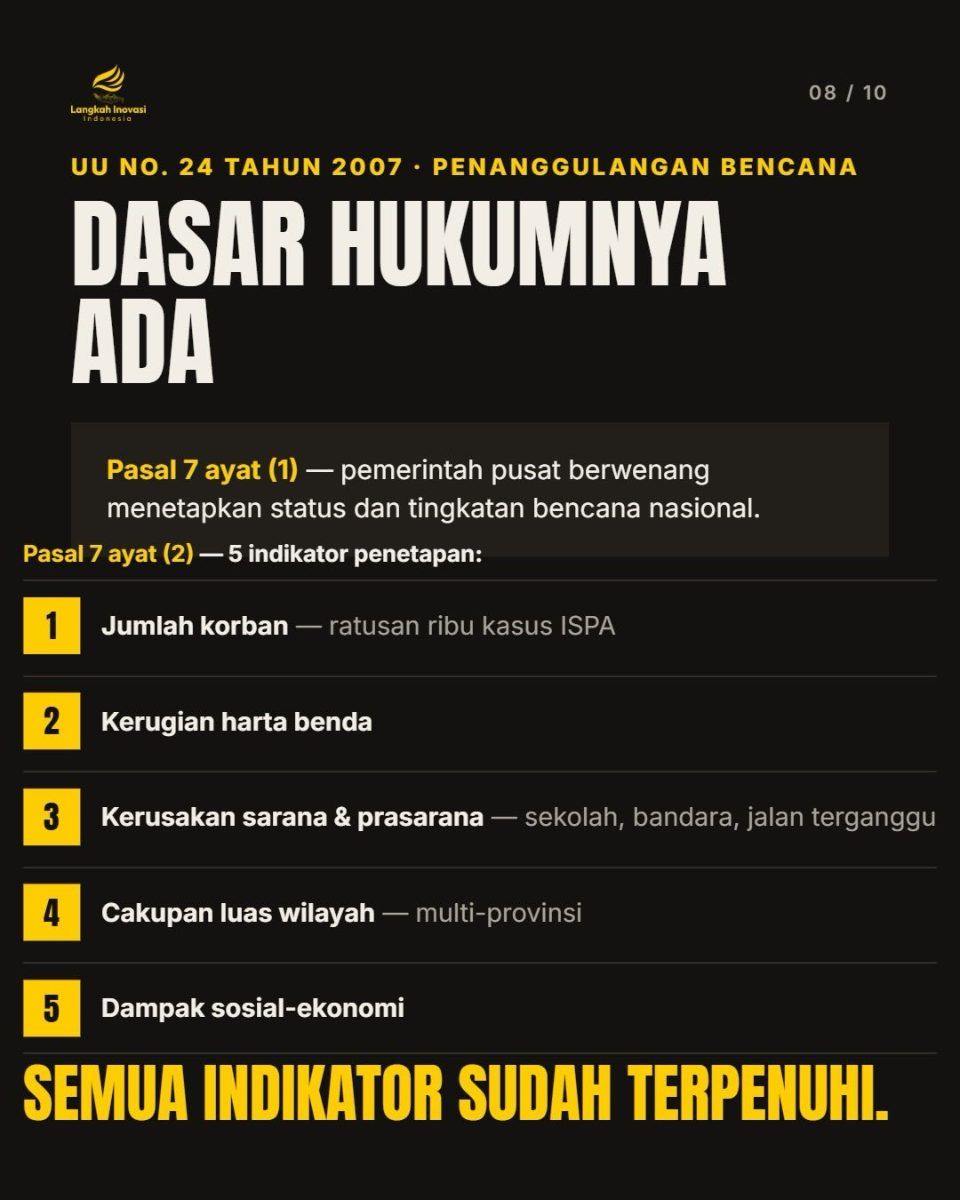 Langkah Inovasi
Indonesia
08 / 10
UU NO. 24 TAHUN 2007 · PENANGGULANGAN BENCANA
DASAR HUKUMNYA
ADA
Pasal 7 ayat (1) — pemerintah pusat berwenang
menetapkan status dan tingkatan bencana nasional.
Pasal 7 ayat (2) — 5 indikator penetapan:
1 Jumlah korban — ratusan ribu kasus ISPA
2 Kerugian harta benda
3 Kerusakan sarana & prasarana — sekolah, bandara, jalan terganggu
4 Cakupan luas wilayah — multi-provinsi
5 Dampak sosial-ekonomi
SEMUA INDIKATOR SUDAH TERPENUHI.